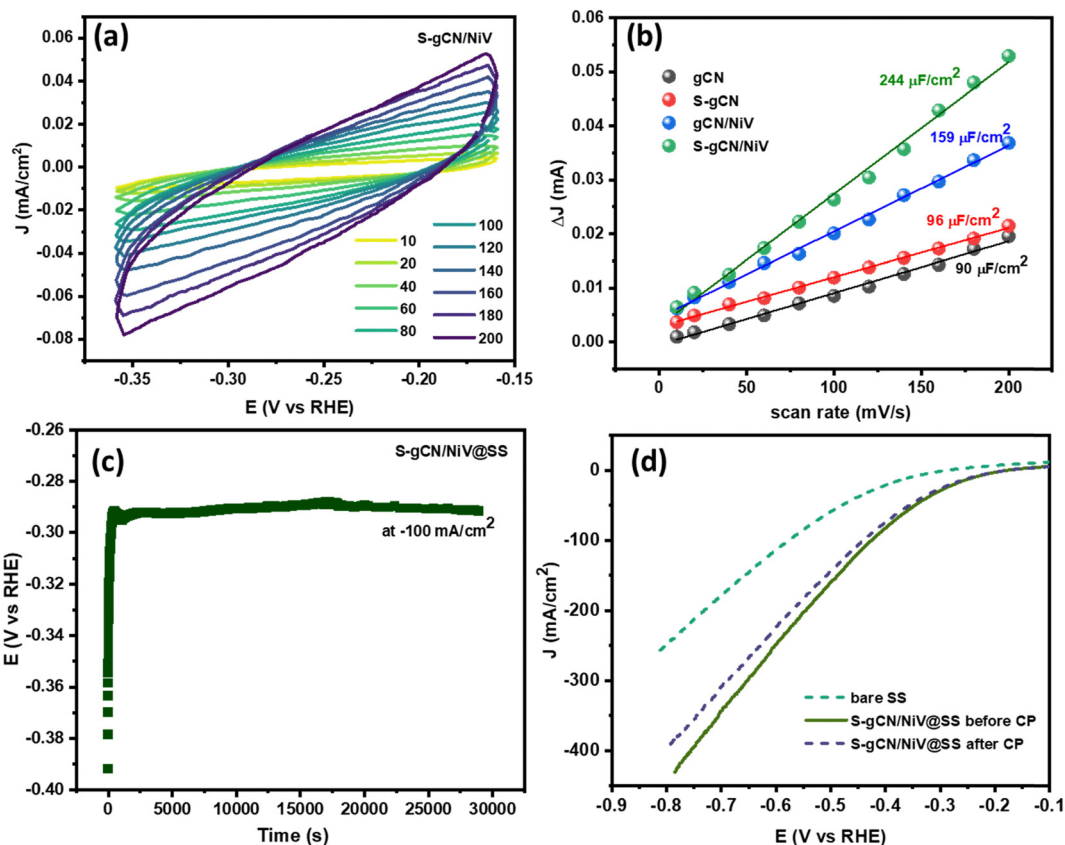 (a)
S-gCN/NiV
J (mA/cm²)
0.06
0.04
0.02
0.00
-0.02
-0.04
-0.06
-0.08
10
20
40
60
80
100
120
140
160
180
200
-0.35
-0.30
-0.25
-0.20
-0.15
E (V vs RHE)
(b)
gCN
S-gCN
gCN/NiV
S-gCN/NiV
244 μF/cm²
159 μF/cm²
96 μF/cm²
90 μF/cm²
ΔJ (mA)
0.06
0.05
0.04
0.03
0.02
0.01
0.00
0
50
100
150
200
scan rate (mV/s)
(c)
S-gCN/NiV@SS
at -100 mA/cm²
E (V vs RHE)
-0.26
-0.28
-0.30
-0.32
-0.34
-0.36
-0.38
-0.40
0
5000
10000
15000
20000
25000
30000
Time (s)
(d)
J (mA/cm²)
0
-100
-200
-300
-400
bare SS
S-gCN/NiV@SS before CP
S-gCN/NiV@SS after CP
-0.9
-0.8
-0.7
-0.6
-0.5
-0.4
-0.3
-0.2
-0.1
E (V vs RHE)